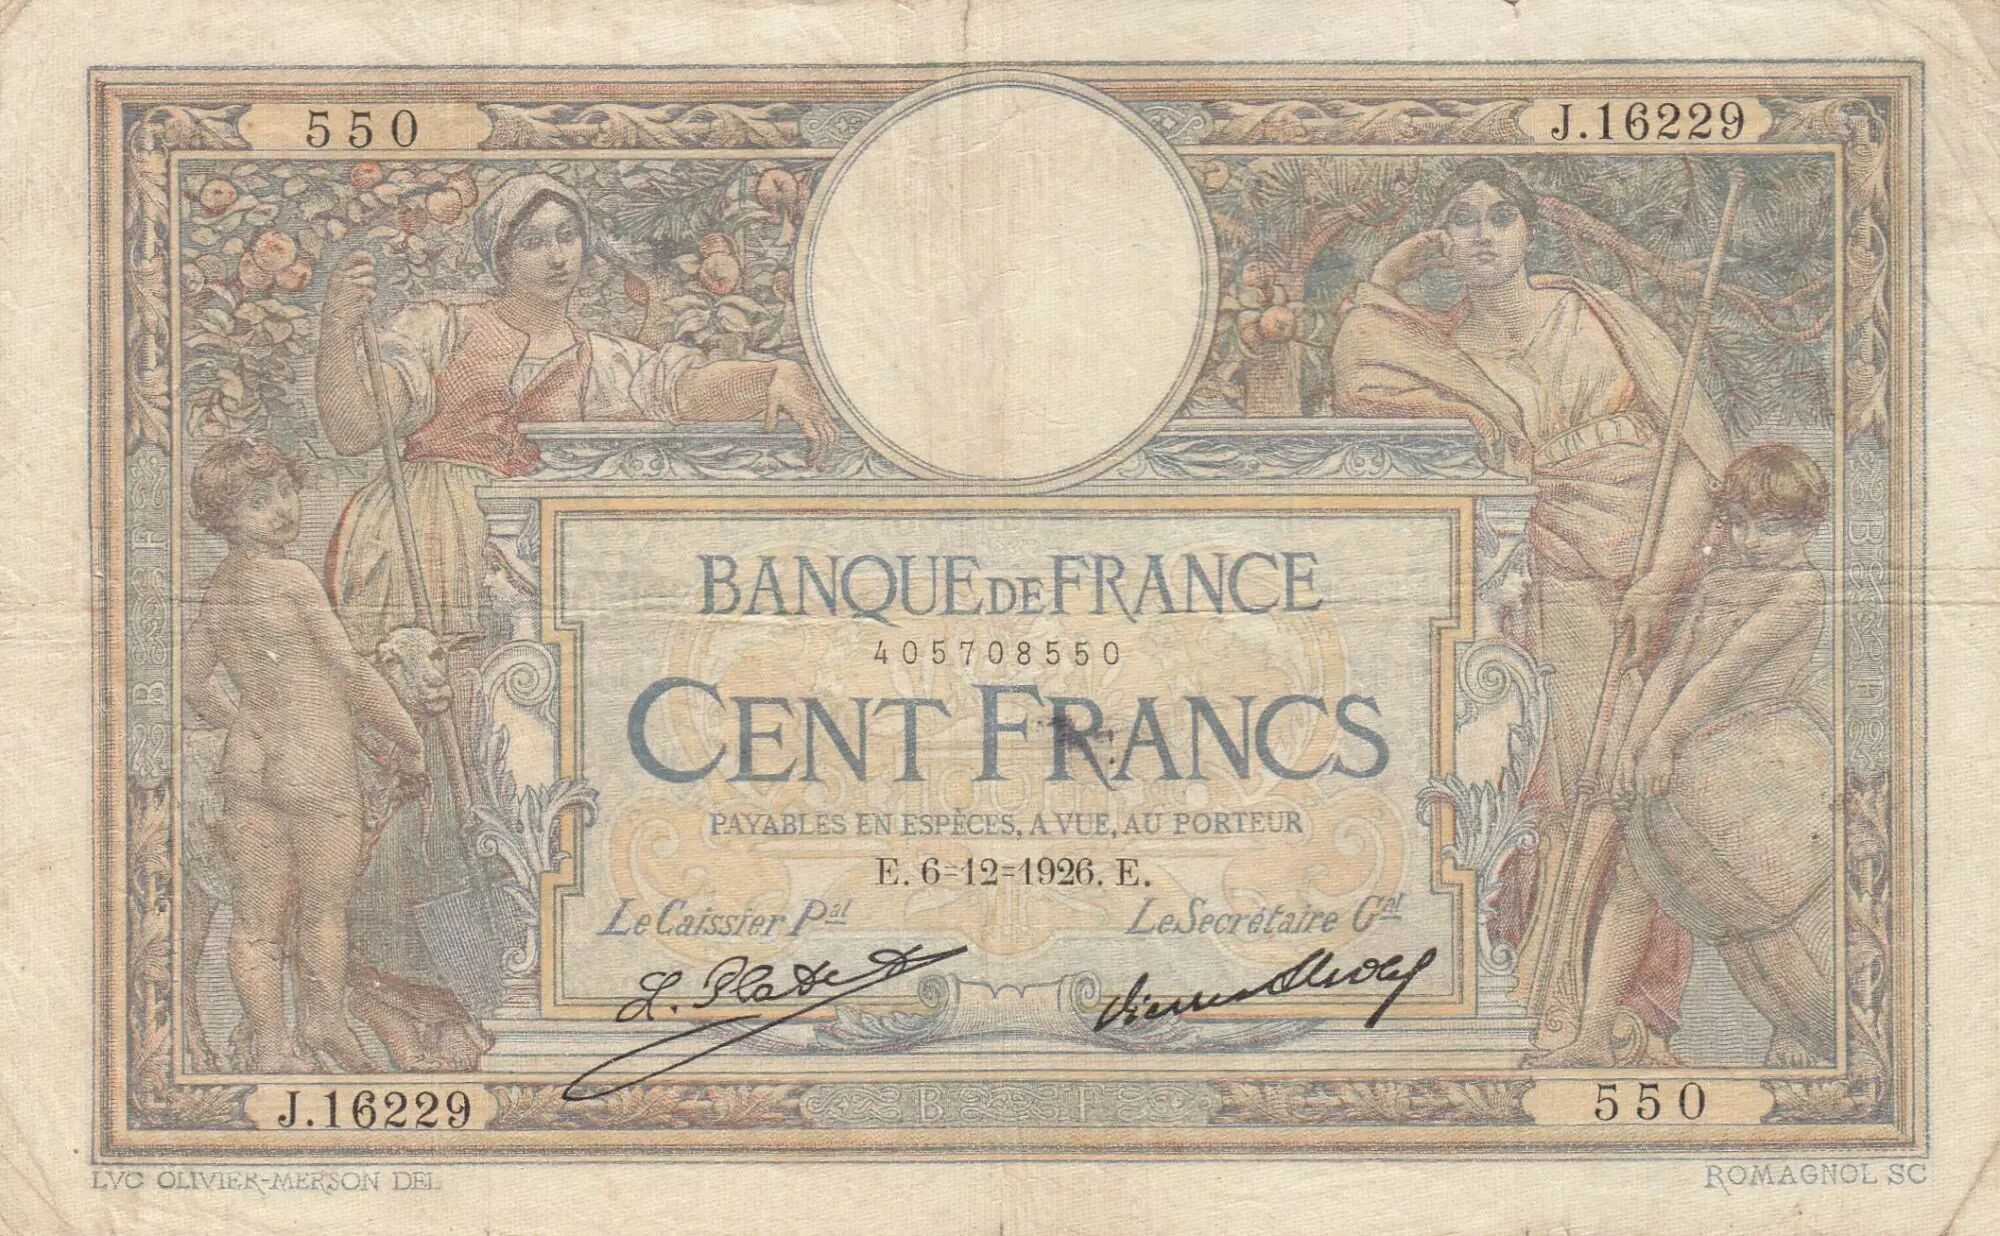 550
J.16229
BANQUE DE FRANCE
405708550
CENT FRANCS
PAYABLES EN ESPÈCES, A VUE, AU PORTEUR
E. 6=12=1926. E.
Le Caissier Pal
Le Secrétaire Gal
L. Platet
J.16229
550
B F
B F
B F
LVC OLIVIER-MERSON DEL
ROMAGNOL SC